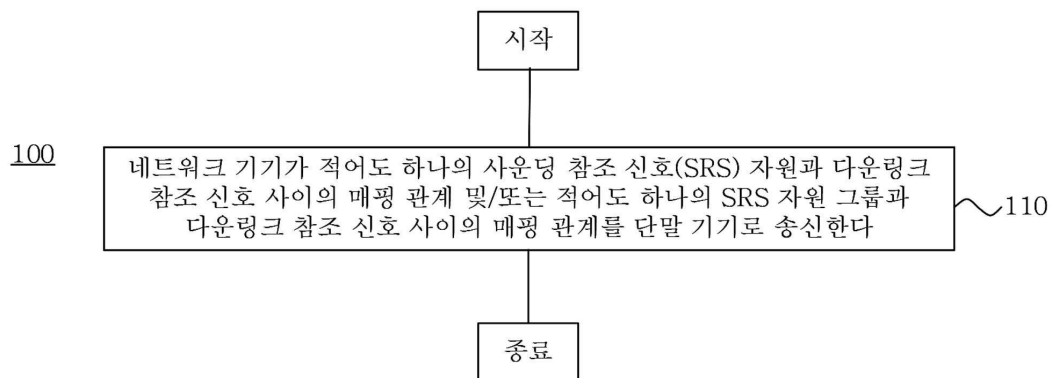 시작
100
네트워크 기기가 적어도 하나의 사운딩 참조 신호(SRS) 자원과 다운링크
참조 신호 사이의 매핑 관계 및/또는 적어도 하나의 SRS 자원 그룹과
다운링크 참조 신호 사이의 매핑 관계를 단말 기기로 송신한다
110
종료